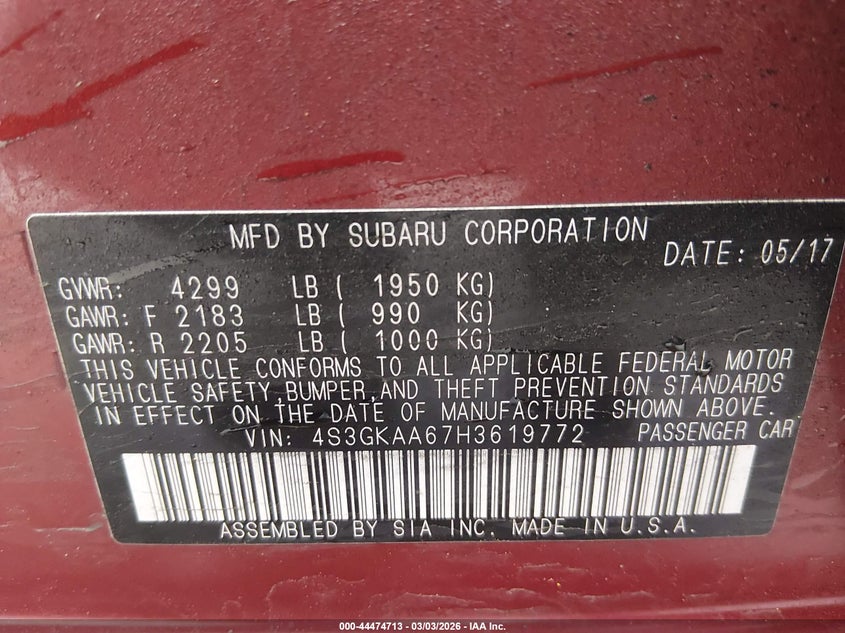 MFD BY SUBARU CORPORATION
DATE: 05/17
GVWR: 4299 LB ( 1950 KG)
GAWR: F 2183 LB ( 990 KG)
GAWR: R 2205 LB ( 1000 KG)
THIS VEHICLE CONFORMS TO ALL APPLICABLE FEDERAL MOTOR
VEHICLE SAFETY,BUMPER,AND THEFT PREVENTION STANDARDS
IN EFFECT ON THE DATE OF MANUFACTURE SHOWN ABOVE.
VIN: 4S3GKAA67H3619772 PASSENGER CAR
ASSEMBLED BY SIA INC. MADE IN U.S.A.
000-44474713 - 03/03/2026 - IAA Inc.